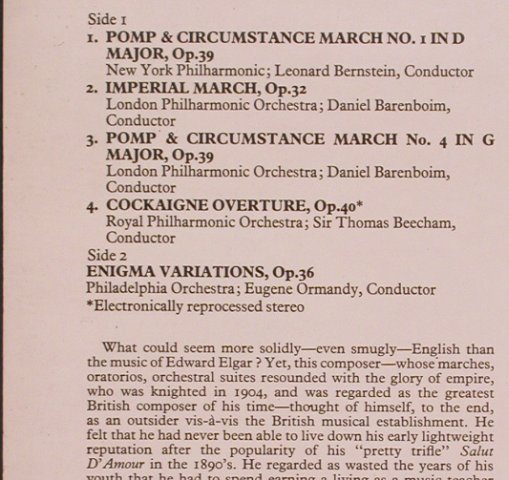 Side 1
1. POMP & CIRCUMSTANCE MARCH NO. 1 IN D
MAJOR, Op.39
New York Philharmonic; Leonard Bernstein, Conductor
2. IMPERIAL MARCH, Op.32
London Philharmonic Orchestra; Daniel Barenboim,
Conductor
3. POMP & CIRCUMSTANCE MARCH No. 4 IN G
MAJOR, Op.39
London Philharmonic Orchestra; Daniel Barenboim,
Conductor
4. COCKAIGNE OVERTURE, Op.40*
Royal Philharmonic Orchestra; Sir Thomas Beecham,
Conductor
Side 2
ENIGMA VARIATIONS, Op.36
Philadelphia Orchestra; Eugene Ormandy, Conductor
*Electronically reprocessed stereo
What could seem more solidly—even smugly—English than
the music of Edward Elgar? Yet, this composer—whose marches,
oratorios, orchestral suites resounded with the glory of empire,
who was knighted in 1904, and was regarded as the greatest
British composer of his time—thought of himself, to the end,
as an outsider vis-à-vis the British musical establishment. He
felt that he had never been able to live down his early lightweight
reputation after the popularity of his "pretty trifle" Salut
D'Amour in the 1890's. He regarded as wasted the years of his
youth that he had to spend earning a living as a music teacher